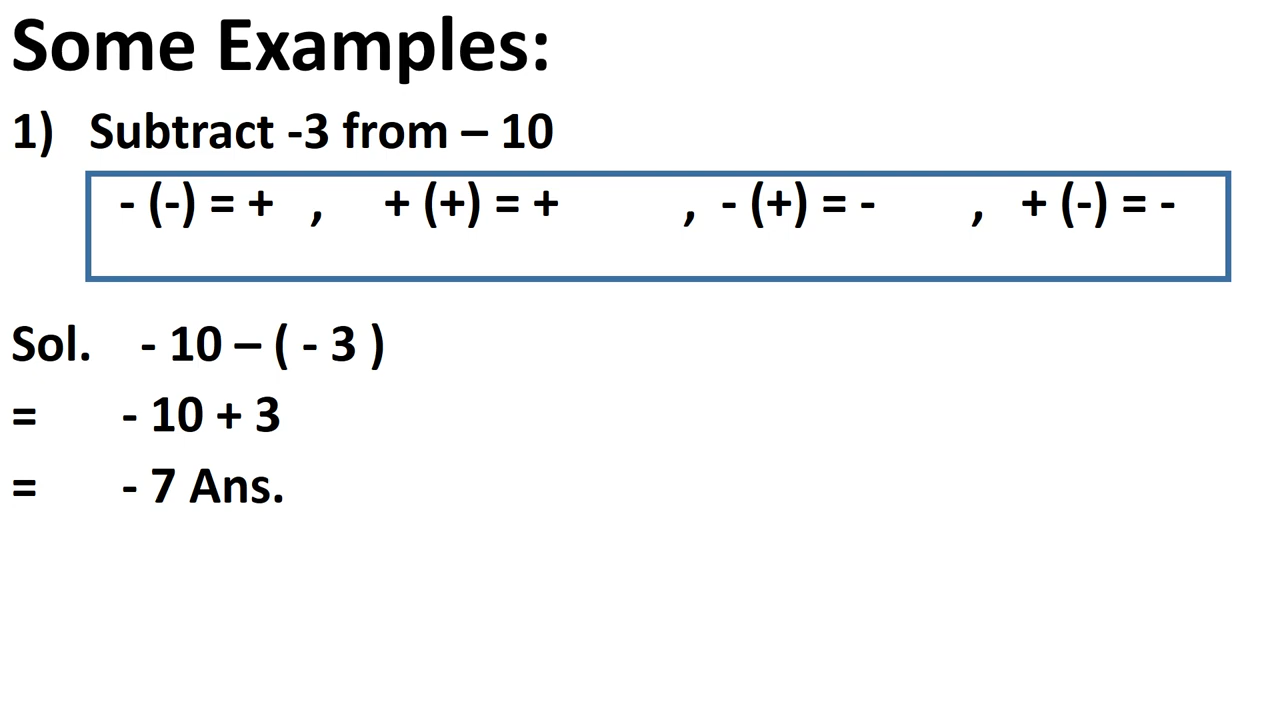 Some Examples:
1) Subtract -3 from – 10
- (-) = + , + (+) = + , - (+) = - , + (-) = -
Sol. - 10 – ( - 3 )
= - 10 + 3
= - 7 Ans.